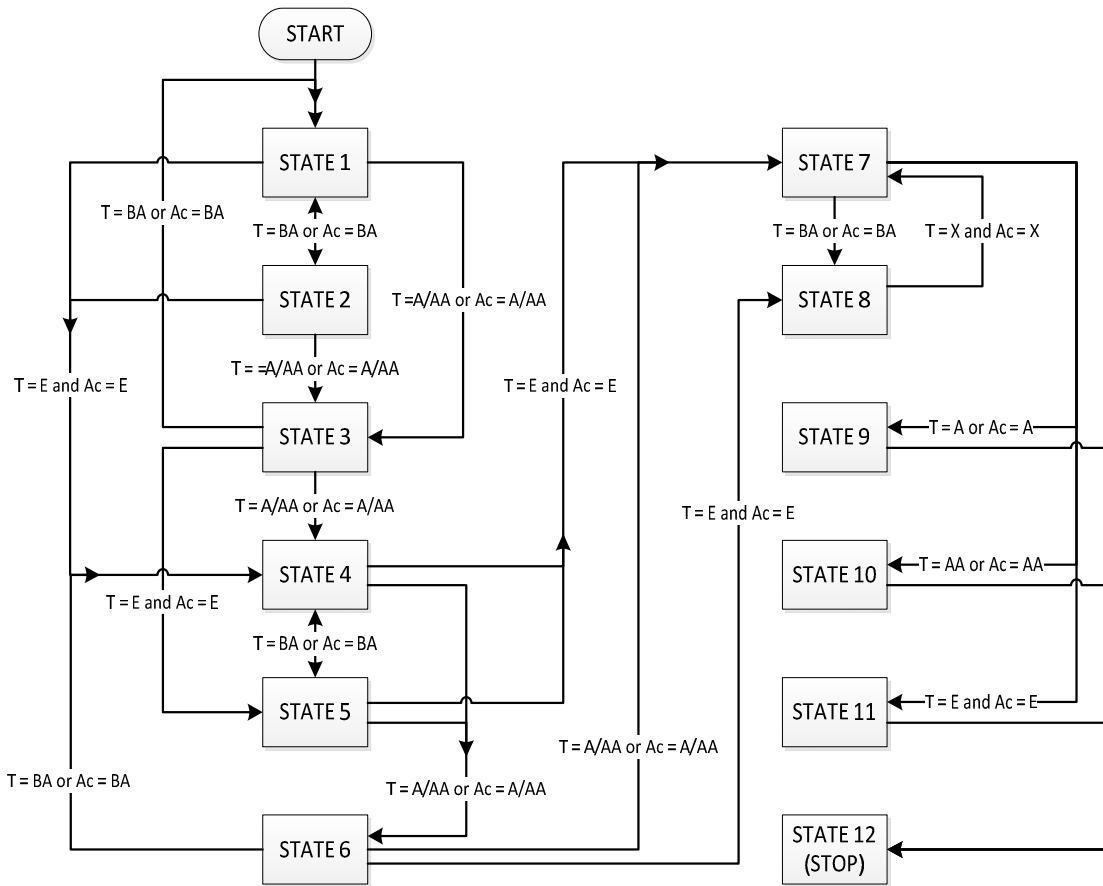 START
STATE 1
STATE 7
T = BA or Ac = BA
T = BA or Ac = BA
T = BA or Ac = BA
T = X and Ac = X
STATE 2
STATE 8
T =A/AA or Ac = A/AA
T = =A/AA or Ac = A/AA
T = E and Ac = E
T = E and Ac = E
STATE 3
STATE 9
T = A or Ac = A
T = A/AA or Ac = A/AA
T = E and Ac = E
STATE 4
STATE 10
T = AA or Ac = AA
T = E and Ac = E
T = BA or Ac = BA
STATE 5
STATE 11
T = E and Ac = E
T = A/AA or Ac = A/AA
T = BA or Ac = BA
T = A/AA or Ac = A/AA
STATE 6
STATE 12
(STOP)